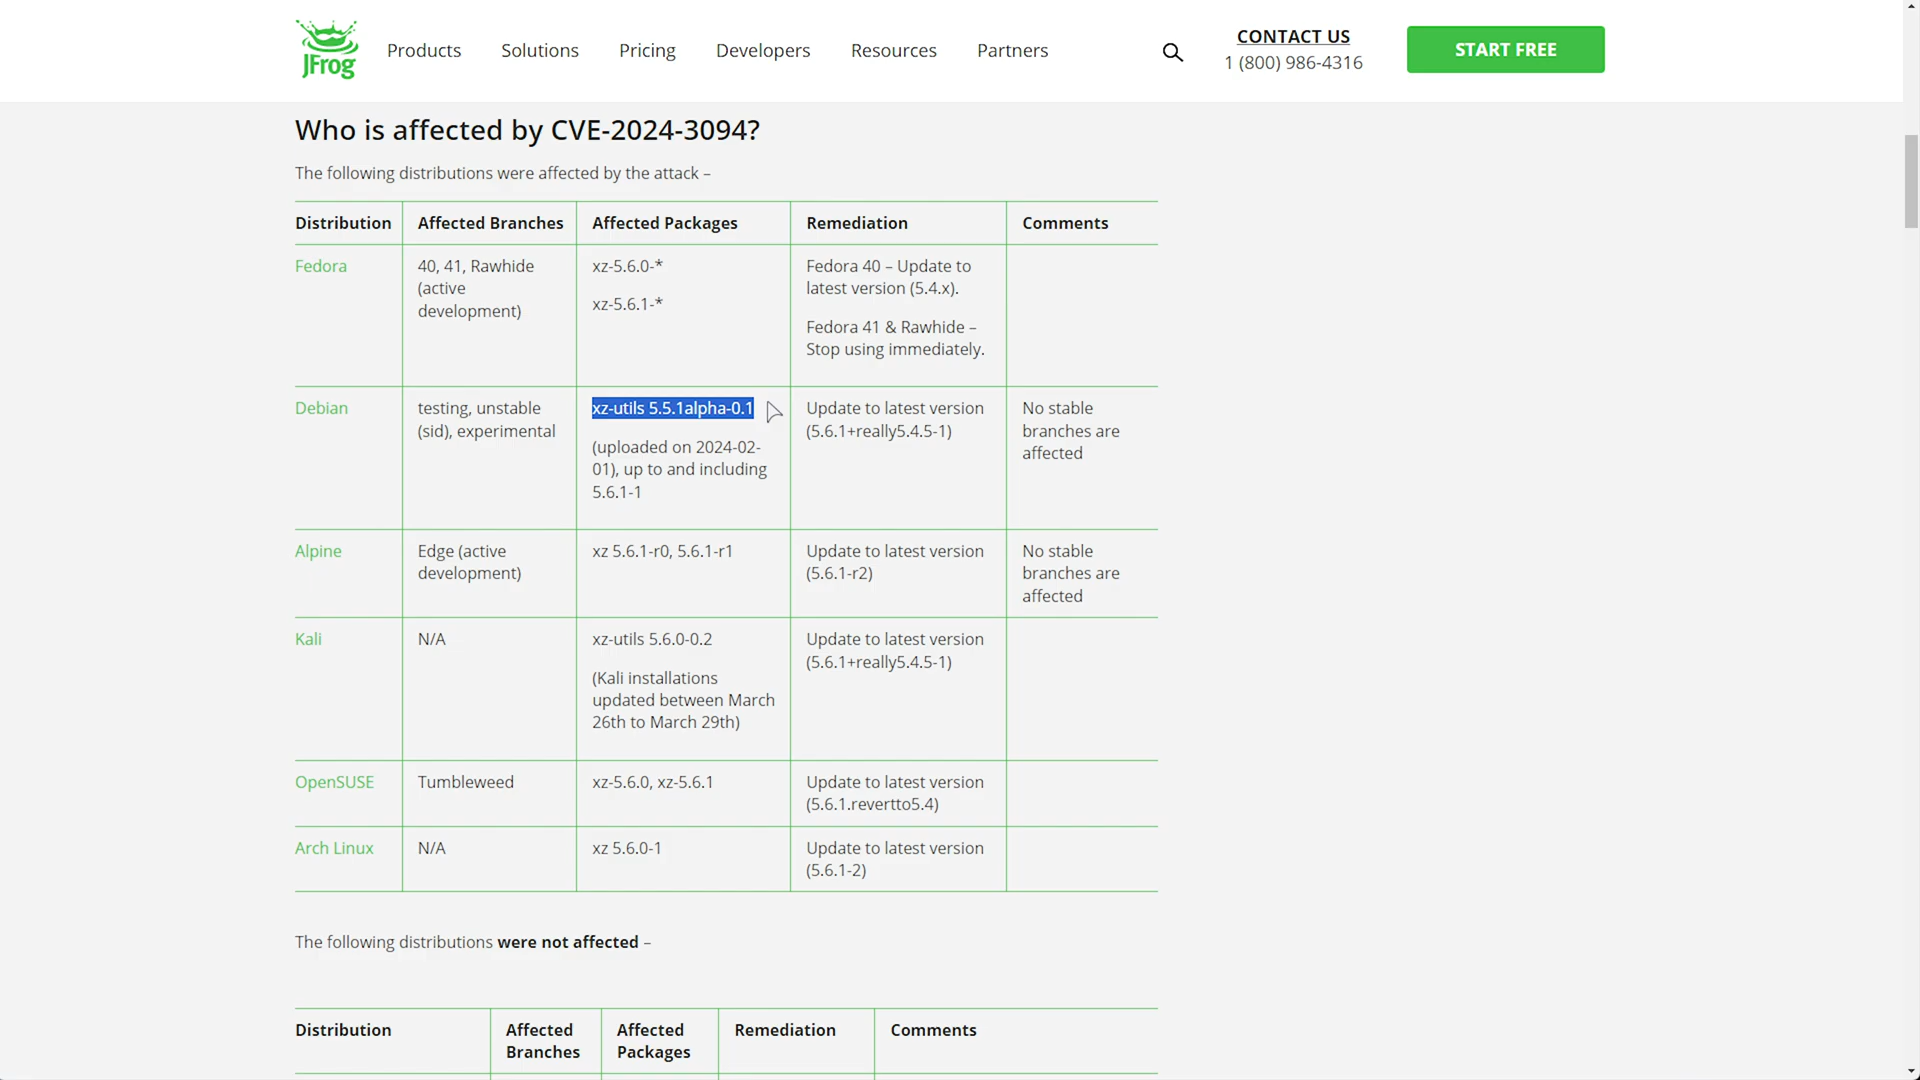 JFrog
Products
Solutions
Pricing
Developers
Resources
Partners
CONTACT US
1 (800) 986-4316
START FREE
Who is affected by CVE-2024-3094?
The following distributions were affected by the attack –
Distribution
Affected Branches
Affected Packages
Remediation
Comments
Fedora
40, 41, Rawhide
(active
development)
xz-5.6.0-*
xz-5.6.1-*
Fedora 40 – Update to
latest version (5.4.x).
Fedora 41 & Rawhide –
Stop using immediately.
Debian
testing, unstable
(sid), experimental
xz-utils 5.5.1alpha-0.1
(uploaded on 2024-02-
01), up to and including
5.6.1-1
Update to latest version
(5.6.1+really5.4.5-1)
No stable
branches are
affected
Alpine
Edge (active
development)
xz 5.6.1-r0, 5.6.1-r1
Update to latest version
(5.6.1-r2)
No stable
branches are
affected
Kali
N/A
xz-utils 5.6.0-0.2
(Kali installations
updated between March
26th to March 29th)
Update to latest version
(5.6.1+really5.4.5-1)
OpenSUSE
Tumbleweed
xz-5.6.0, xz-5.6.1
Update to latest version
(5.6.1.revertto5.4)
Arch Linux
N/A
xz 5.6.0-1
Update to latest version
(5.6.1-2)
The following distributions were not affected –
Distribution
Affected
Branches
Affected
Packages
Remediation
Comments